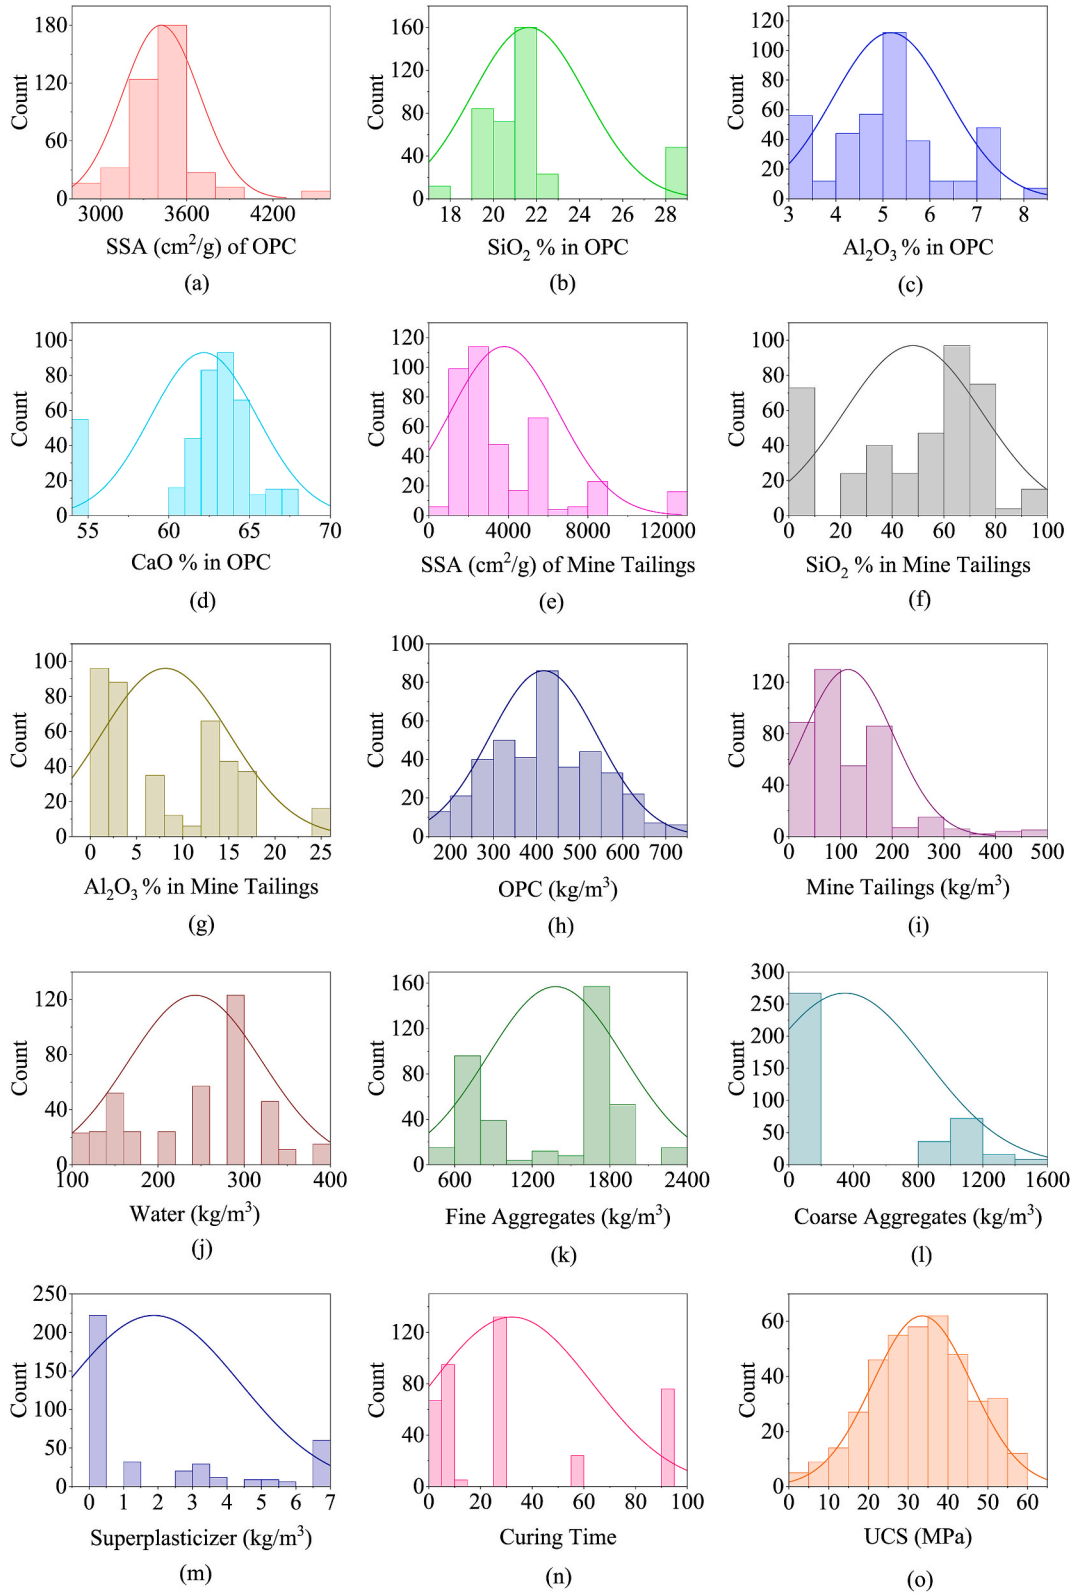 180
120
60
0
3000 3600 4200
Count
SSA (cm²/g) of OPC
(a)
160
120
80
40
0
18 20 22 24 26 28
Count
SiO₂ % in OPC
(b)
120
100
80
60
40
20
0
3 4 5 6 7 8
Count
Al₂O₃ % in OPC
(c)
100
80
60
40
20
0
55 60 65 70
Count
CaO % in OPC
(d)
120
100
80
60
40
20
0
0 4000 8000 12000
Count
SSA (cm²/g) of Mine Tailings
(e)
100
80
60
40
20
0
0 20 40 60 80 100
Count
SiO₂ % in Mine Tailings
(f)
100
80
60
40
20
0
0 5 10 15 20 25
Count
Al₂O₃ % in Mine Tailings
(g)
100
80
60
40
20
0
200 300 400 500 600 700
Count
OPC (kg/m³)
(h)
120
80
40
0
0 100 200 300 400 500
Count
Mine Tailings (kg/m³)
(i)
120
80
40
0
100 200 300 400
Count
Water (kg/m³)
(j)
160
120
80
40
0
600 1200 1800 2400
Count
Fine Aggregates (kg/m³)
(k)
300
250
200
150
100
50
0
0 400 800 1200 1600
Count
Coarse Aggregates (kg/m³)
(l)
250
200
150
100
50
0
0 1 2 3 4 5 6 7
Count
Superplasticizer (kg/m³)
(m)
120
80
40
0
0 20 40 60 80 100
Count
Curing Time
(n)
60
40
20
0
0 10 20 30 40 50 60
Count
UCS (MPa)
(o)